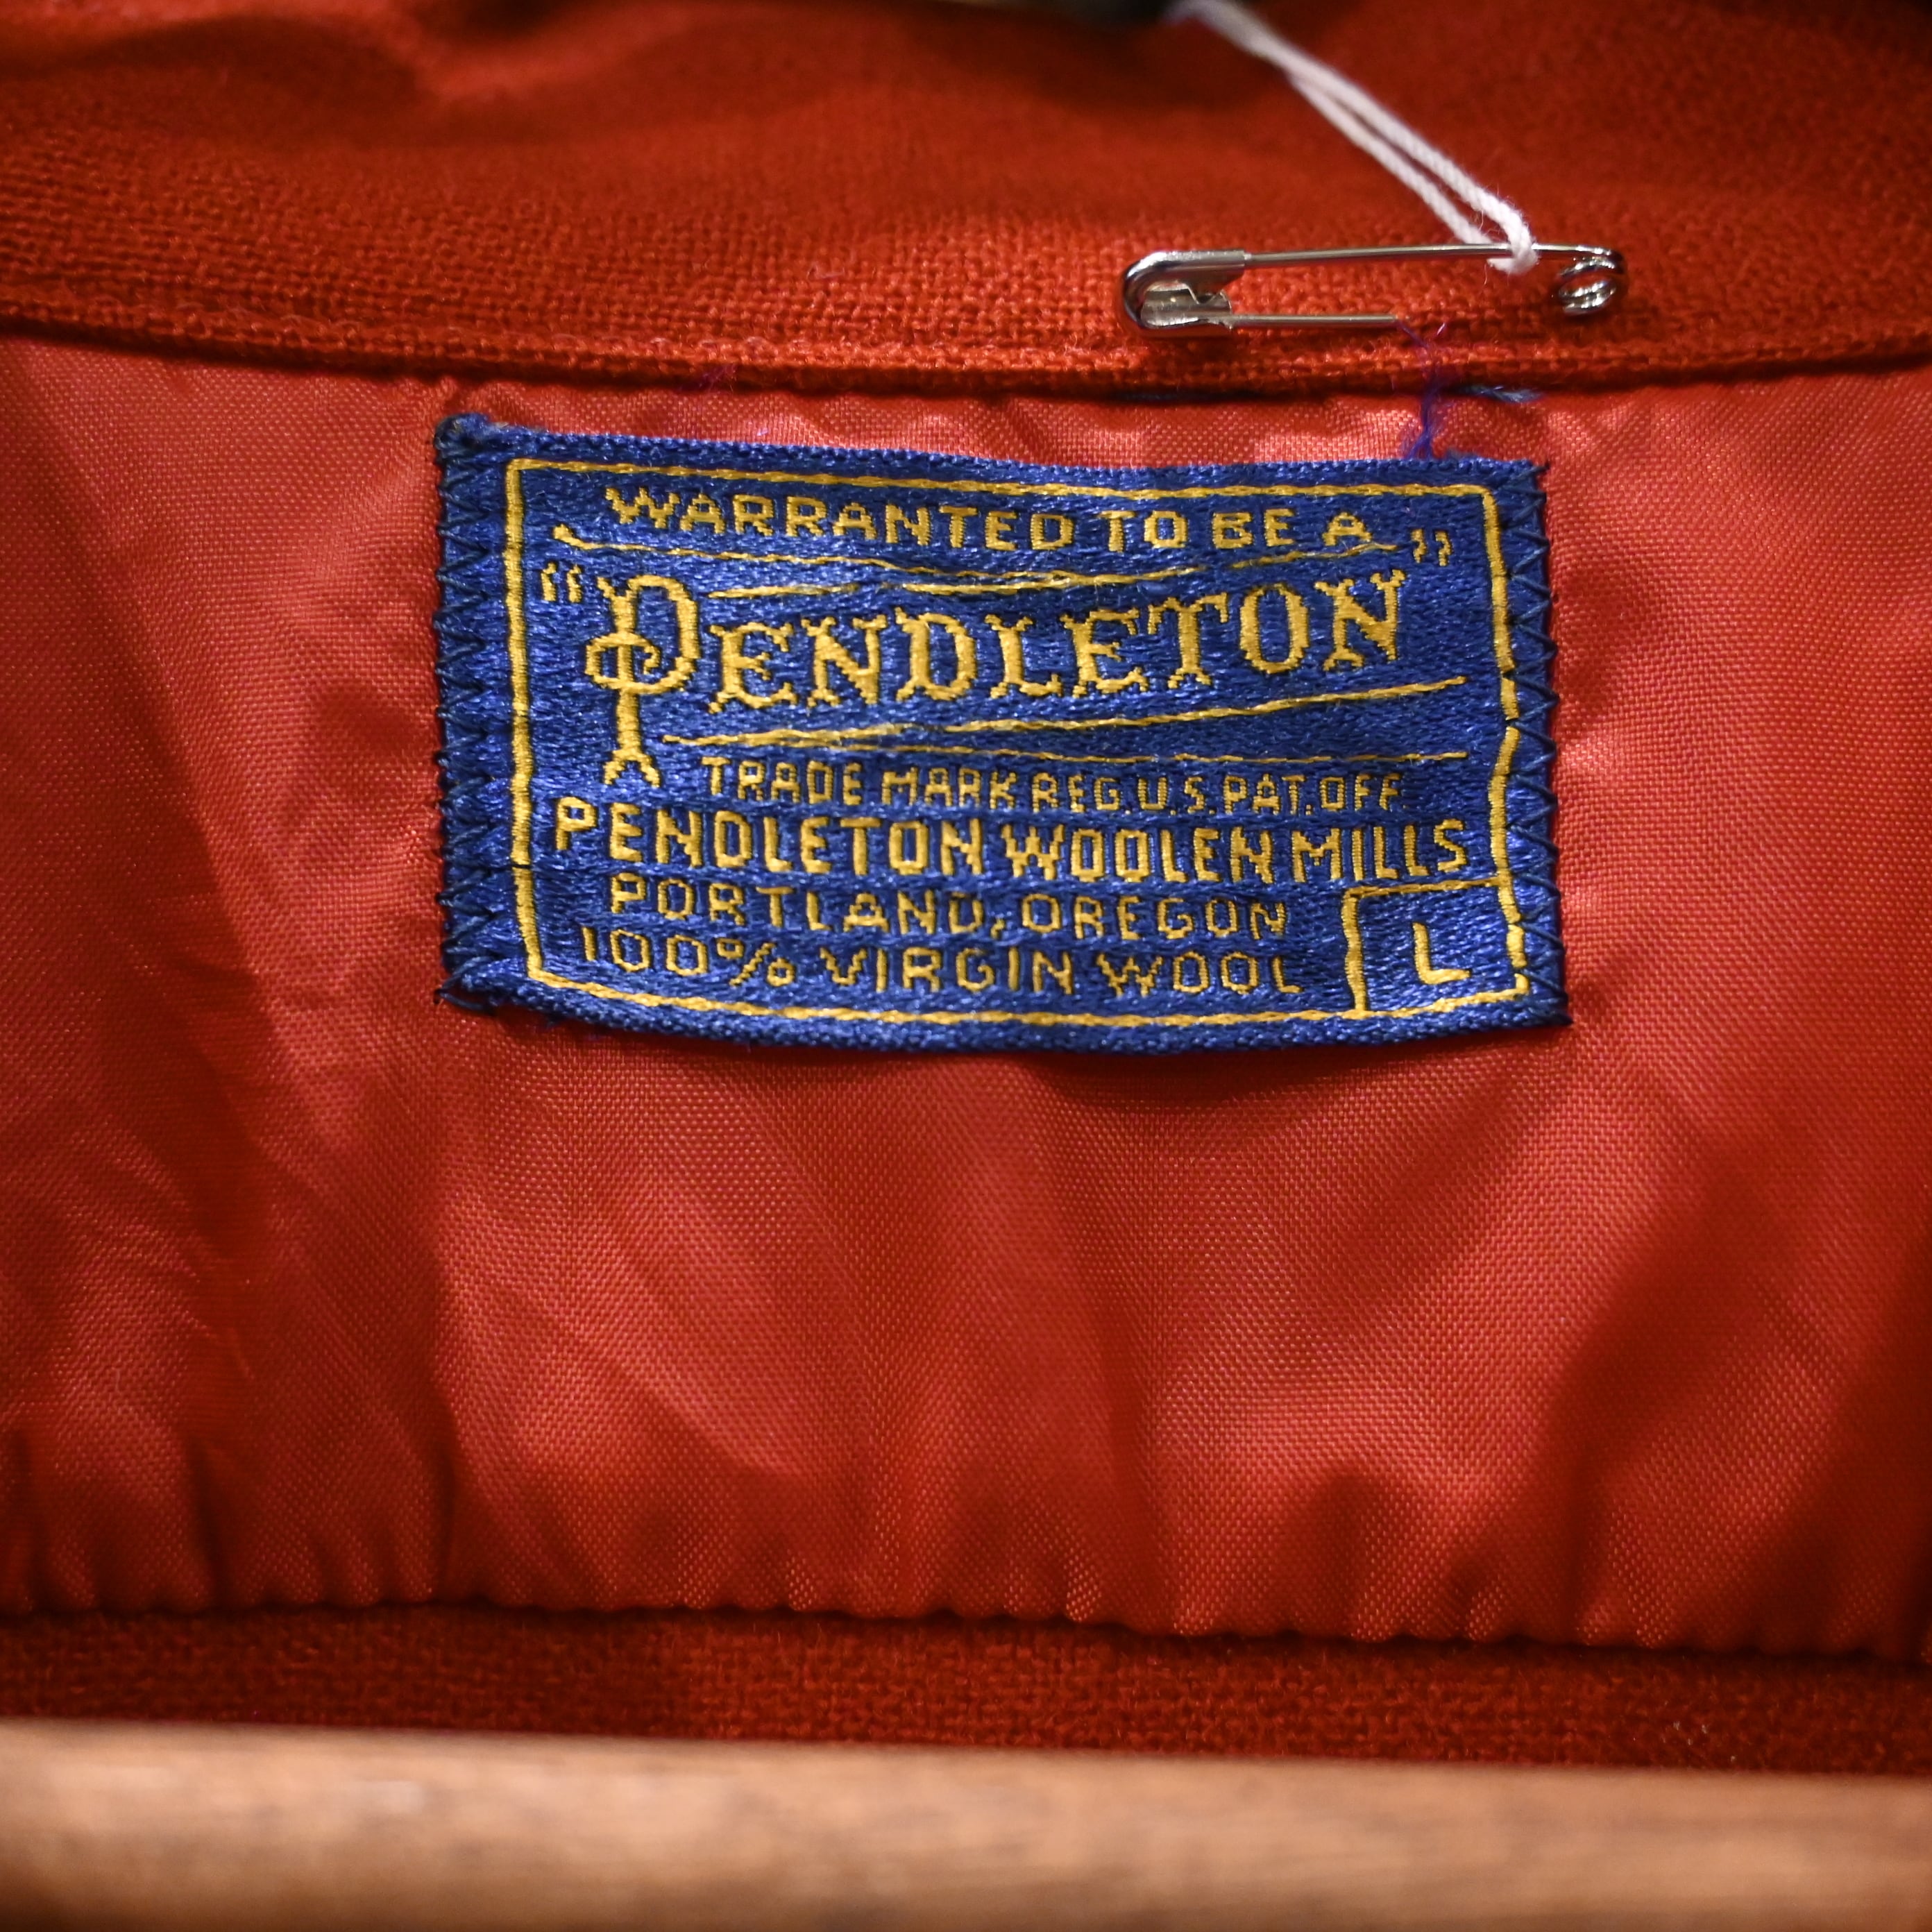 WARRANTED TO BE A
"PENDLETON"
TRADE MARK REG.U.S.PAT.OFF.
PENDLETON WOOLEN MILLS
PORTLAND, OREGON
100% VIRGIN WOOL
L